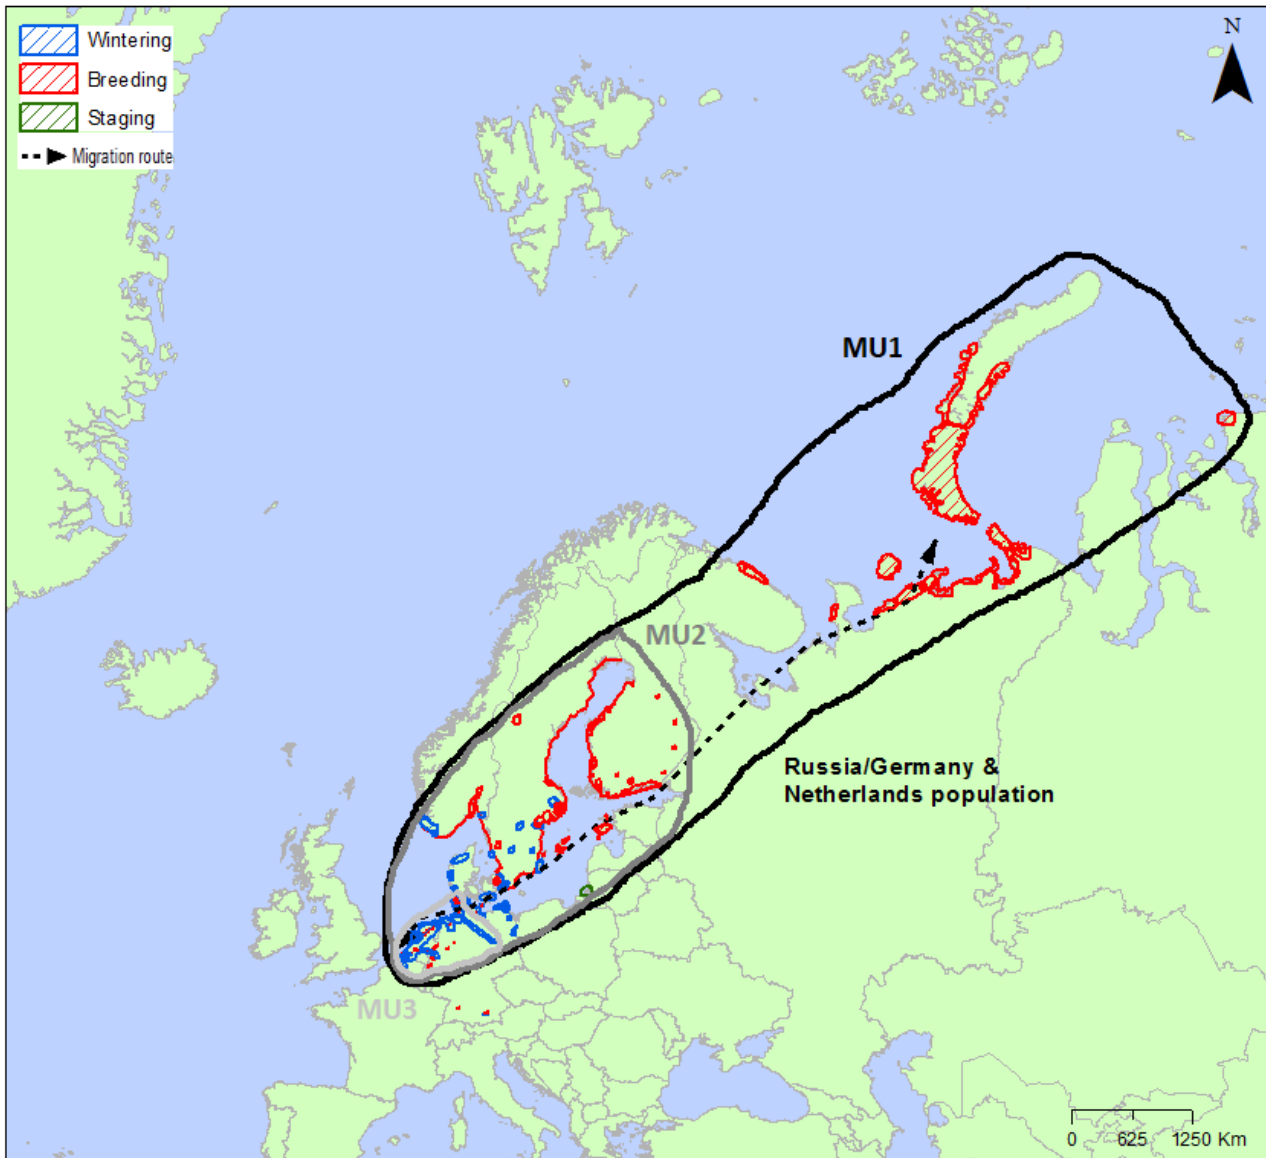 Wintering
Breeding
Staging
Migration route
N
MU1
MU2
Russia/Germany &
Netherlands population
MU3
0 625 1250 Km